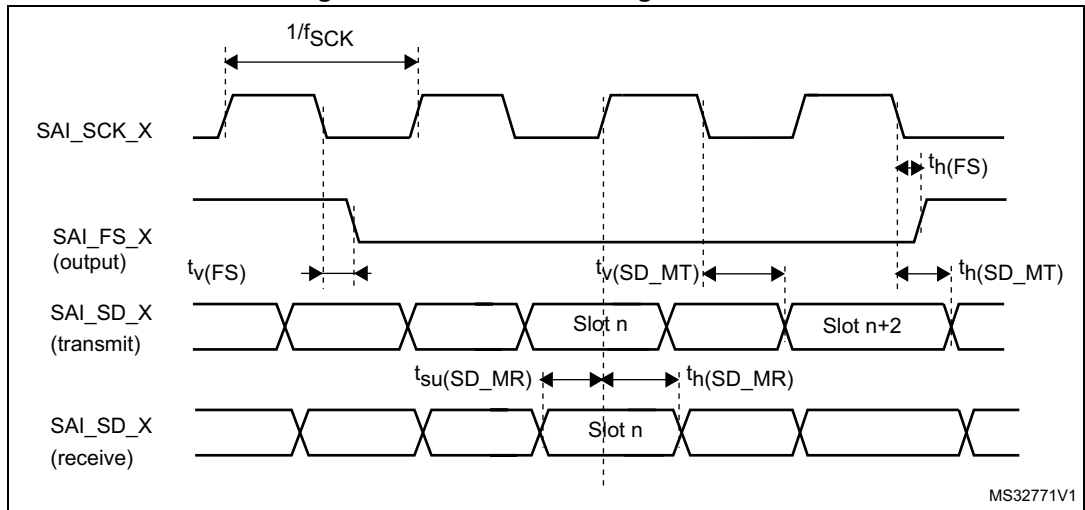 1/fSCK
SAI_SCK_X
th(FS)
SAI_FS_X
(output)
tv(FS)
tv(SD_MT)
th(SD_MT)
SAI_SD_X
(transmit)
Slot n
Slot n+2
tsu(SD_MR)
th(SD_MR)
SAI_SD_X
(receive)
Slot n
MS32771V1